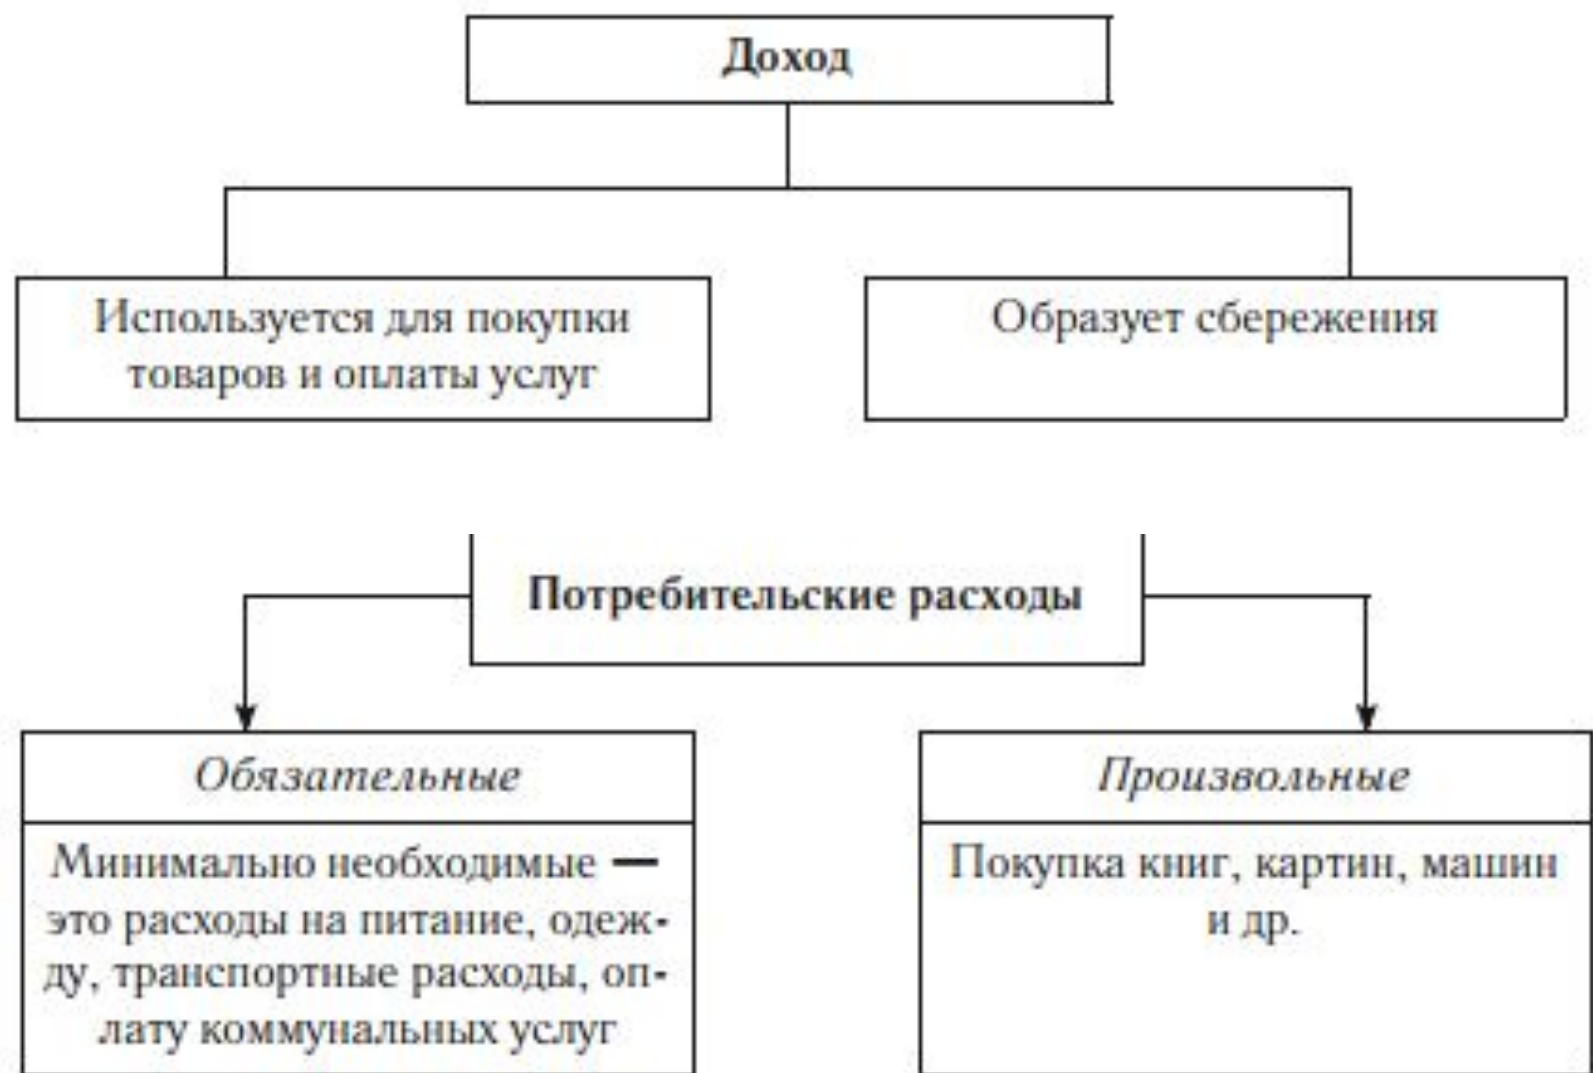 Доход
Используется для покупки
товаров и оплаты услуг
Образует сбережения
Потребительские расходы
Обязательные
Минимально необходимые —
это расходы на питание, одеж-
ду, транспортные расходы, оп-
лату коммунальных услуг
Произвольные
Покупка книг, картин, машин
и др.